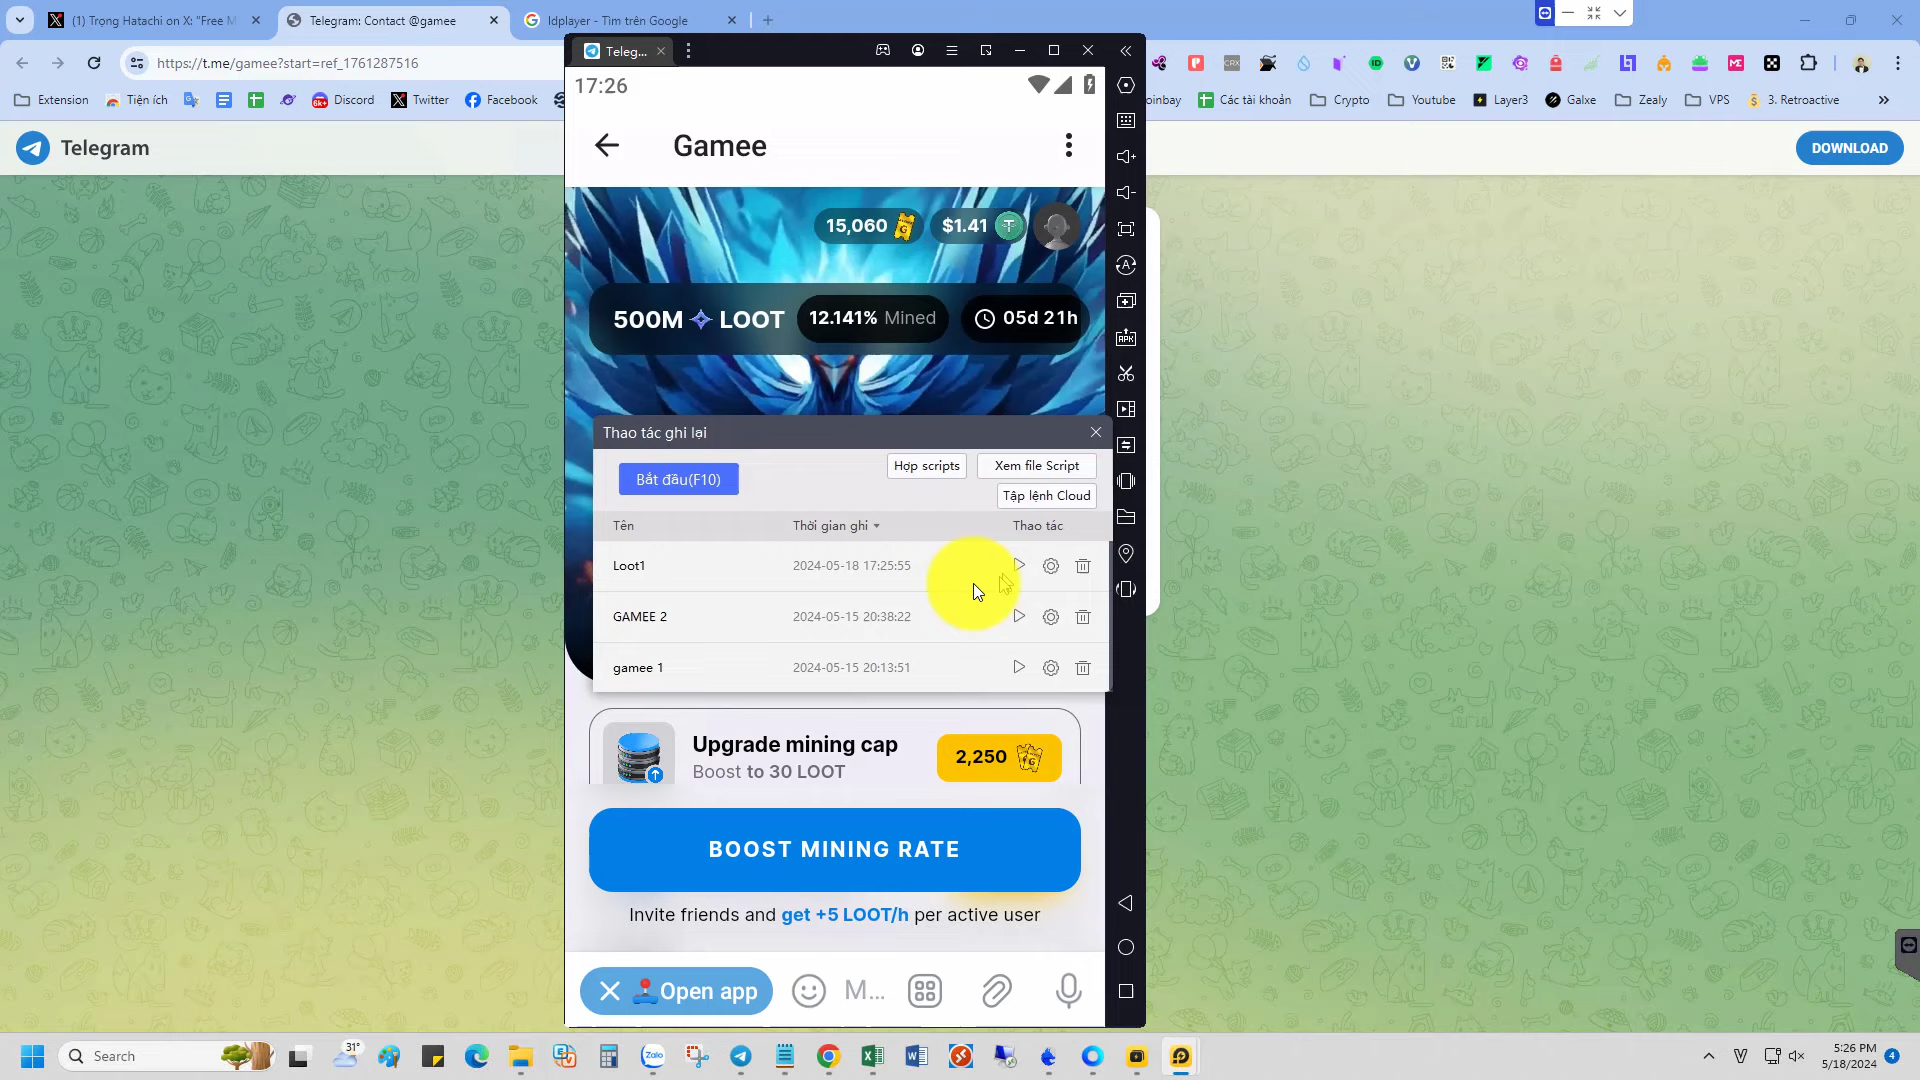 (1) Trọng Hatachi on X: "Free M
Telegram: Contact @gamee
ldplayer - Tìm trên Google
https://t.me/gamee?start=ref_1761287516
Extension
Tiện ích
Discord
Twitter
Facebook
oinbay
Các tài khoản
Crypto
Youtube
Layer3
Galxe
Zealy
VPS
3. Retroactive
Telegram
DOWNLOAD
Teleg...
17:26
Gamee
15,060
$1.41
500M LOOT
12.141% Mined
05d 21h
Thao tác ghi lại
Bắt đầu(F10)
Hợp scripts
Xem file Script
Tập lệnh Cloud
Tên
Thời gian ghi
Thao tác
Loot1
2024-05-18 17:25:55
GAMEE 2
2024-05-15 20:38:22
gamee 1
2024-05-15 20:13:51
Upgrade mining cap
Boost to 30 LOOT
2,250
BOOST MINING RATE
Invite friends and get +5 LOOT/h per active user
Open app
M...
Search
31°
Zalo
5:26 PM
5/18/2024
4